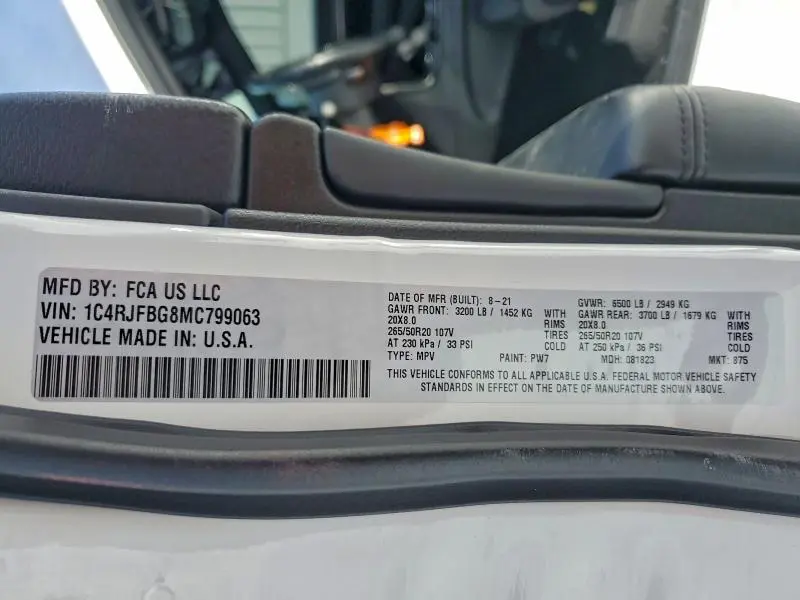 MFD BY: FCA US LLC
VIN: 1C4RJFBG8MC799063
VEHICLE MADE IN: U.S.A.
DATE OF MFR (BUILT): 8-21
GAWR FRONT: 3200 LB / 1452 KG WITH
20X8.0 RIMS
265/50R20 107V TIRES
AT 230 kPa / 33 PSI COLD
TYPE: MPV PAINT: PW7
GVWR: 6500 LB / 2949 KG
GAWR REAR: 3700 LB / 1679 KG WITH
20X8.0 RIMS
265/50R20 107V TIRES
AT 250 kPa / 36 PSI COLD
MDH: 081823 MKT: 875
THIS VEHICLE CONFORMS TO ALL APPLICABLE U.S.A. FEDERAL MOTOR VEHICLE SAFETY
STANDARDS IN EFFECT ON THE DATE OF MANUFACTURE SHOWN ABOVE.